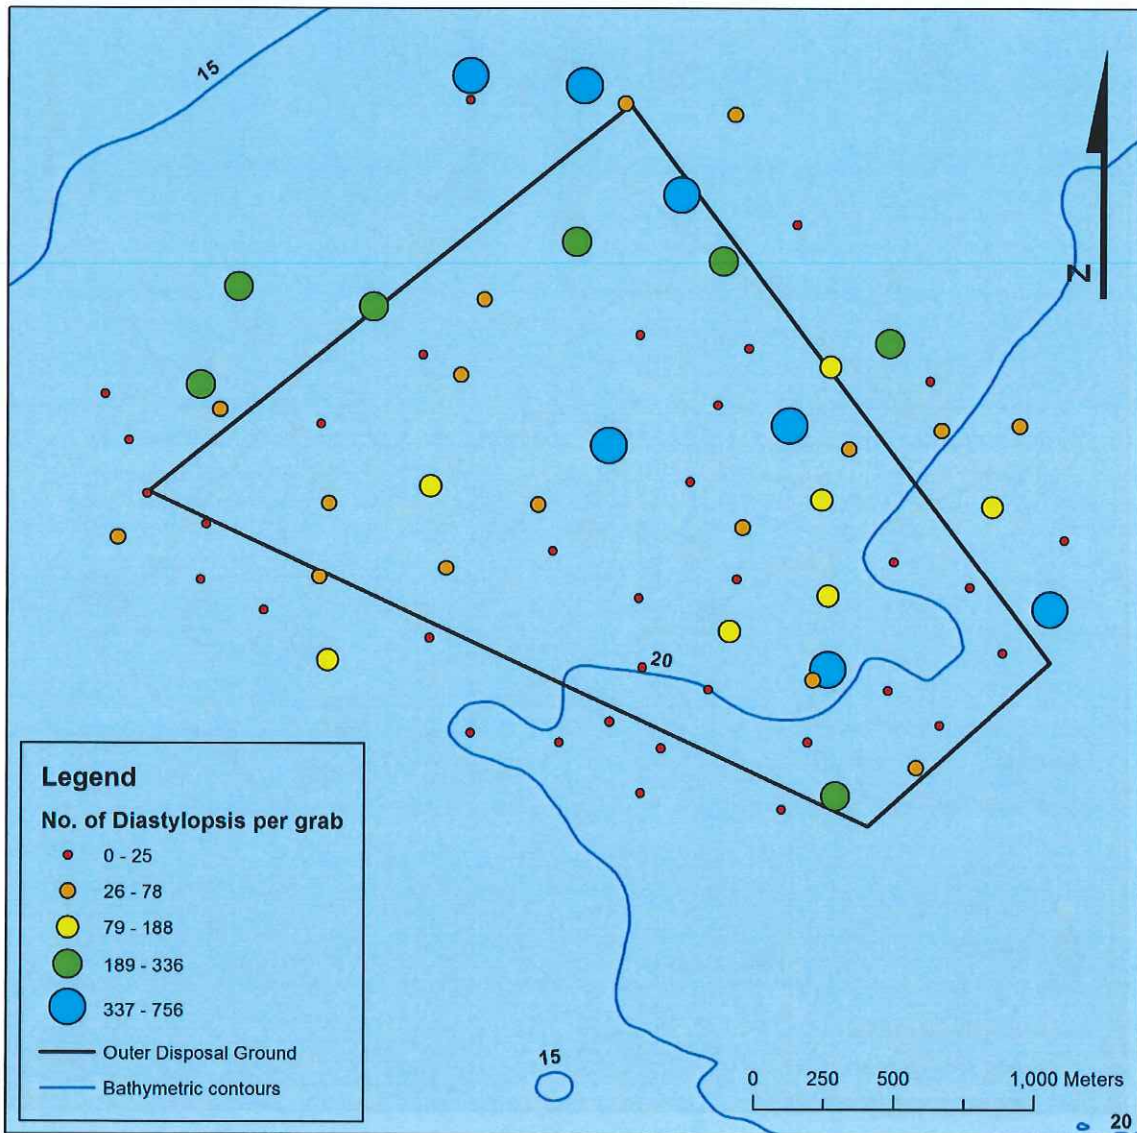 15
Z
20
Legend
No. of Diastylopsis per grab
0 - 25
26 - 78
79 - 188
189 - 336
337 - 756
Outer Disposal Ground
Bathymetric contours
15
0 250 500 1,000 Meters
20